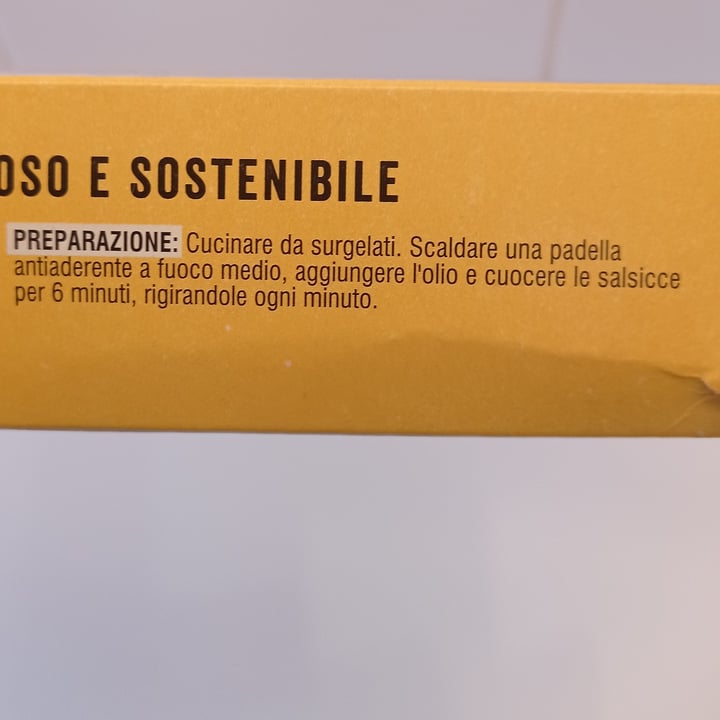 OSO E SOSTENIBILE
PREPARAZIONE: Cucinare da surgelati. Scaldare una padella
antiaderente a fuoco medio, aggiungere l'olio e cuocere le salsicce
per 6 minuti, rigirandole ogni minuto.